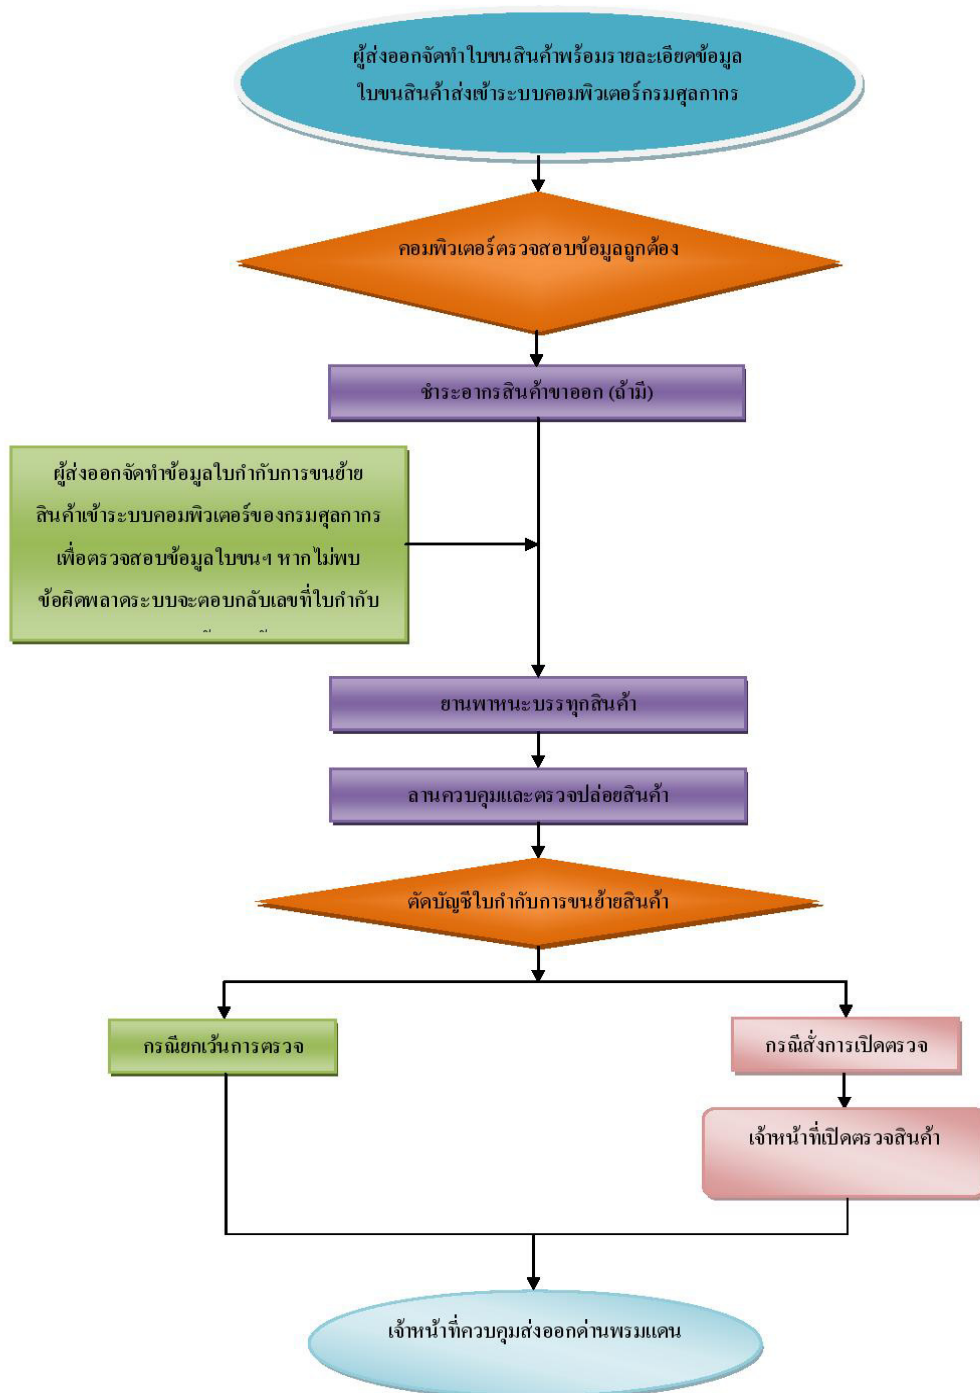 ผู้ส่งออกจัดทำใบขนสินค้าพร้อมรายละเอียดข้อมูล
ใบขนสินค้าส่งเข้าระบบคอมพิวเตอร์กรมศุลกากร
คอมพิวเตอร์ตรวจสอบข้อมูลถูกต้อง
ชำระอากรสินค้าขาออก (ถ้ามี)
ผู้ส่งออกจัดทำข้อมูลใบกำกับการขนย้าย
สินค้าเข้าระบบคอมพิวเตอร์ของกรมศุลกากร
เพื่อตรวจสอบข้อมูลใบขนฯ หากไม่พบ
ข้อผิดพลาดระบบจะตอบกลับเลขที่ใบกำกับ
ยานพาหนะบรรทุกสินค้า
ลานควบคุมและตรวจปล่อยสินค้า
ตัดบัญชีใบกำกับการขนย้ายสินค้า
กรณียกเว้นการตรวจ
กรณีสั่งการเปิดตรวจ
เจ้าหน้าที่เปิดตรวจสินค้า
เจ้าหน้าที่ควบคุมส่งออกด่านพรมแดน